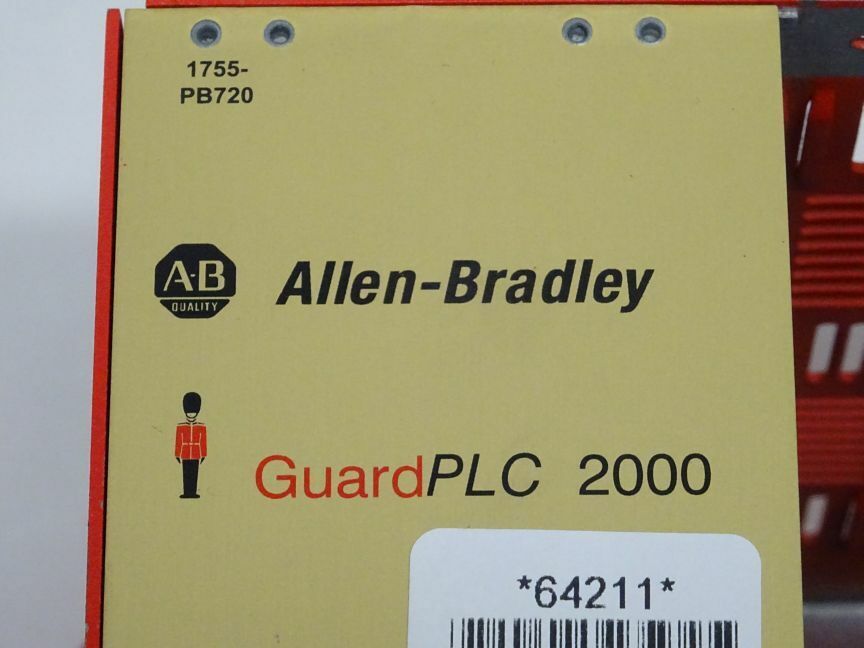 1755-
PB720
A-B
QUALITY
Allen-Bradley
GuardPLC 2000
*64211*